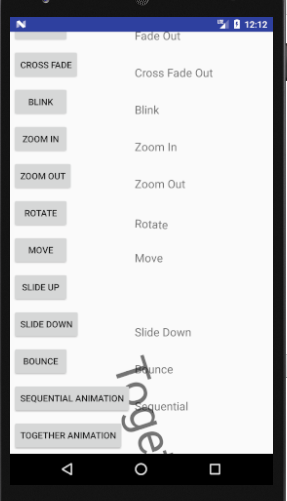 12:12
Fade Out
CROSS FADE
Cross Fade Out
BLINK
Blink
ZOOM IN
Zoom In
ZOOM OUT
Zoom Out
ROTATE
Rotate
MOVE
Move
SLIDE UP
SLIDE DOWN
Slide Down
BOUNCE
Bounce
SEQUENTIAL ANIMATION
Sequential
TOGETHER ANIMATION
Toge